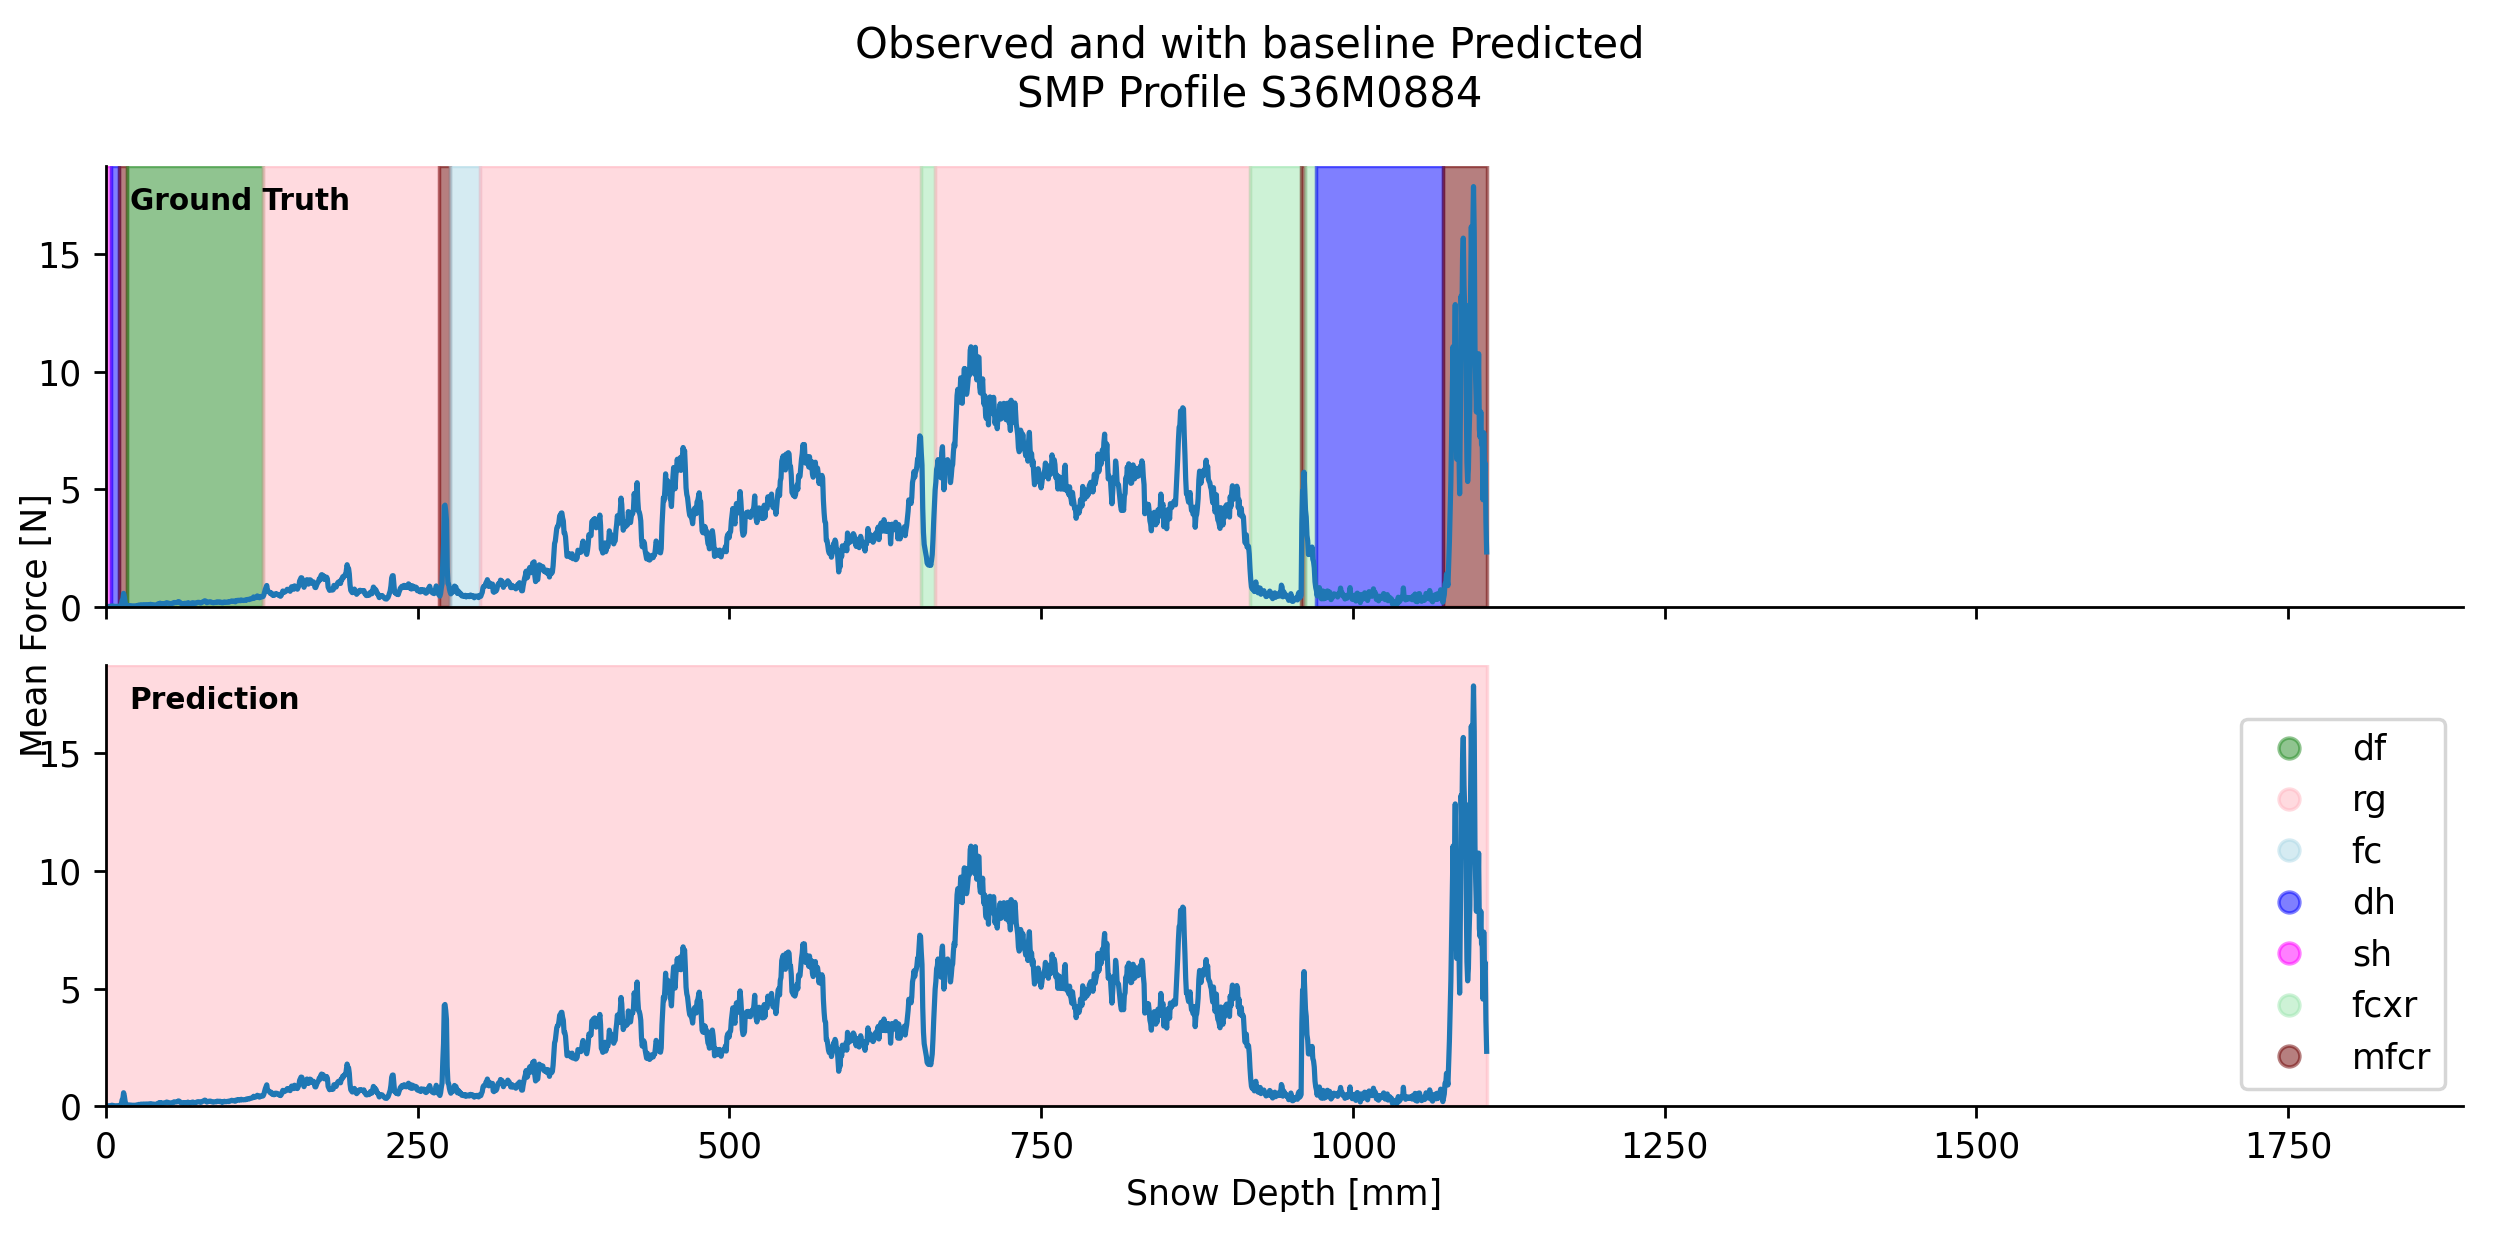 Observed and with baseline Predicted
SMP Profile S36M0884
Mean Force [N]
Ground Truth
15
10
5
0
Prediction
15
10
5
0
0 250 500 750 1000 1250 1500 1750
Snow Depth [mm]
df
rg
fc
dh
sh
fcxr
mfcr